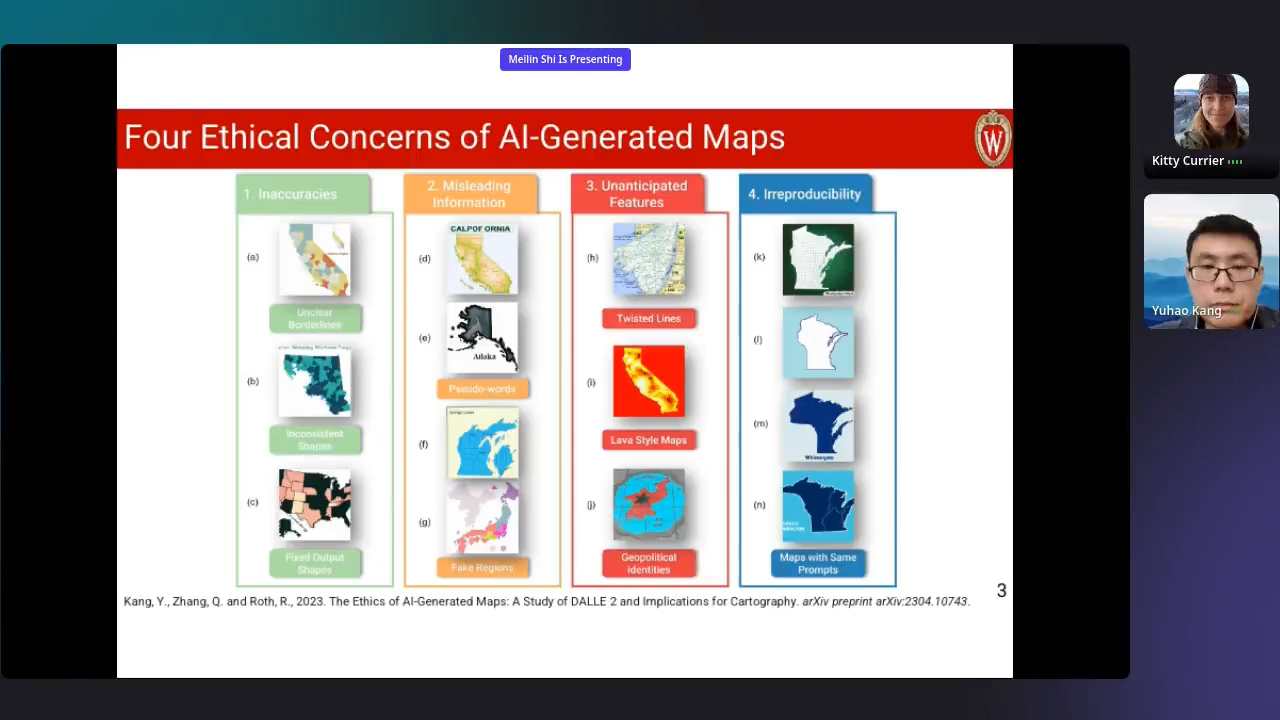 Meilin Shi Is Presenting
Four Ethical Concerns of AI-Generated Maps
W
1. Inaccuracies
(a)
Unclear
Borderlines
(b)
Inconsistent
Shapes
(c)
Fixed Output
Shapes
2. Misleading
Information
(d)
CALPOF ORNIA
(e)
Ailaka
Pseudo-words
(f)
(g)
Fake Regions
3. Unanticipated
Features
(h)
Twisted Lines
(i)
Lava Style Maps
(j)
Geopolitical
Identities
4. Irreproducibility
(k)
(l)
(m)
(n)
Maps with Same
Prompts
Kang, Y., Zhang, Q. and Roth, R., 2023. The Ethics of AI-Generated Maps: A Study of DALLE 2 and Implications for Cartography. arXiv preprint arXiv:2304.10743.
3
Kitty Currier
Yuhao Kang